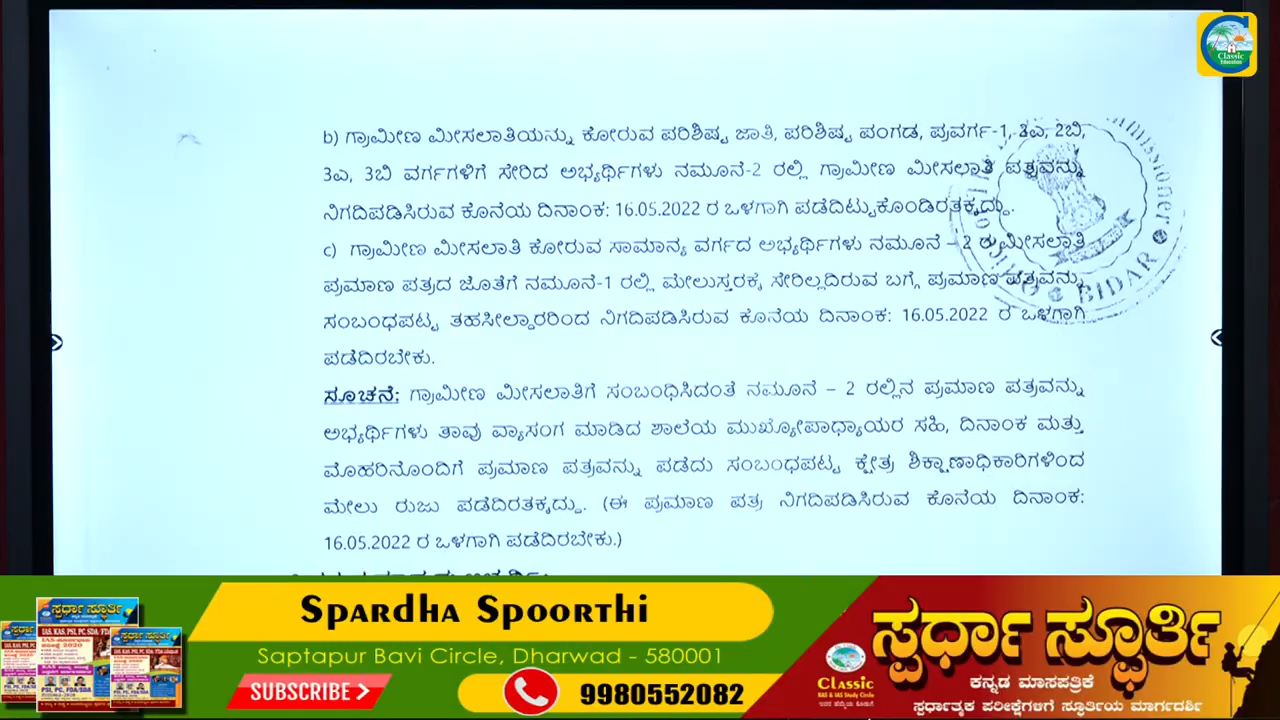 Classic
Education
b) ಗ್ರಾಮೀಣ ಮೀಸಲಾತಿಯನ್ನು ಕೋರುವ ಪರಿಶಿಷ್ಟ ಜಾತಿ, ಪರಿಶಿಷ್ಟ ಪಂಗಡ, ಪ್ರವರ್ಗ-1, 2ಎ, 2ಬಿ,
3ಎ, 3ಬಿ ವರ್ಗಗಳಿಗೆ ಸೇರಿದ ಅಭ್ಯರ್ಥಿಗಳು ನಮೂನೆ-2 ರಲ್ಲಿ ಗ್ರಾಮೀಣ ಮೀಸಲಾತಿ ಪತ್ರವನ್ನು
ನಿಗದಿಪಡಿಸಿರುವ ಕೊನೆಯ ದಿನಾಂಕ: 16.05.2022 ರ ಒಳಗಾಗಿ ಪಡೆದಿಟ್ಟುಕೊಂಡಿರತಕ್ಕದ್ದು.
c) ಗ್ರಾಮೀಣ ಮೀಸಲಾತಿ ಕೋರುವ ಸಾಮಾನ್ಯ ವರ್ಗದ ಅಭ್ಯರ್ಥಿಗಳು ನಮೂನೆ – 2 ರ ಮೀಸಲಾತಿ
ಪ್ರಮಾಣ ಪತ್ರದ ಜೊತೆಗೆ ನಮೂನೆ-1 ರಲ್ಲಿ ಮೇಲುಸ್ತರಕ್ಕೆ ಸೇರಿಲ್ಲದಿರುವ ಬಗ್ಗೆ ಪ್ರಮಾಣ ಪತ್ರವನ್ನು
ಸಂಬಂಧಪಟ್ಟ ತಹಸೀಲ್ದಾರರಿಂದ ನಿಗದಿಪಡಿಸಿರುವ ಕೊನೆಯ ದಿನಾಂಕ: 16.05.2022 ರ ಒಳಗಾಗಿ
ಪಡೆದಿರಬೇಕು.
ಸೂಚನೆ: ಗ್ರಾಮೀಣ ಮೀಸಲಾತಿಗೆ ಸಂಬಂಧಿಸಿದಂತೆ ನಮೂನೆ – 2 ರಲ್ಲಿನ ಪ್ರಮಾಣ ಪತ್ರವನ್ನು
ಅಭ್ಯರ್ಥಿಗಳು ತಾವು ವ್ಯಾಸಂಗ ಮಾಡಿದ ಶಾಲೆಯ ಮುಖ್ಯೋಪಾಧ್ಯಾಯರ ಸಹಿ, ದಿನಾಂಕ ಮತ್ತು
ಮೊಹರಿನೊಂದಿಗೆ ಪ್ರಮಾಣ ಪತ್ರವನ್ನು ಪಡೆದು ಸಂಬಂಧಪಟ್ಟ ಕ್ಷೇತ್ರ ಶಿಕ್ಷಾಣಾಧಿಕಾರಿಗಳಿಂದ
ಮೇಲು ರುಜು ಪಡೆದಿರತಕ್ಕದ್ದು. (ಈ ಪ್ರಮಾಣ ಪತ್ರ ನಿಗದಿಪಡಿಸಿರುವ ಕೊನೆಯ ದಿನಾಂಕ:
16.05.2022 ರ ಒಳಗಾಗಿ ಪಡೆದಿರಬೇಕು.)
BIDAR
Spardha Spoorthi
Saptapur Bavi Circle, Dharwad - 580001
SUBSCRIBE
9980552082
ಸ್ಪರ್ಧಾ ಸ್ಫೂರ್ತಿ
Classic
KAS & IAS Study Circle
ಕನ್ನಡ ಮಾಸಪತ್ರಿಕೆ
ಸ್ಪರ್ಧಾತ್ಮಕ ಪರೀಕ್ಷೆಗಳಿಗೆ ಸ್ಫೂರ್ತಿಯ ಮಾರ್ಗದರ್ಶಿ